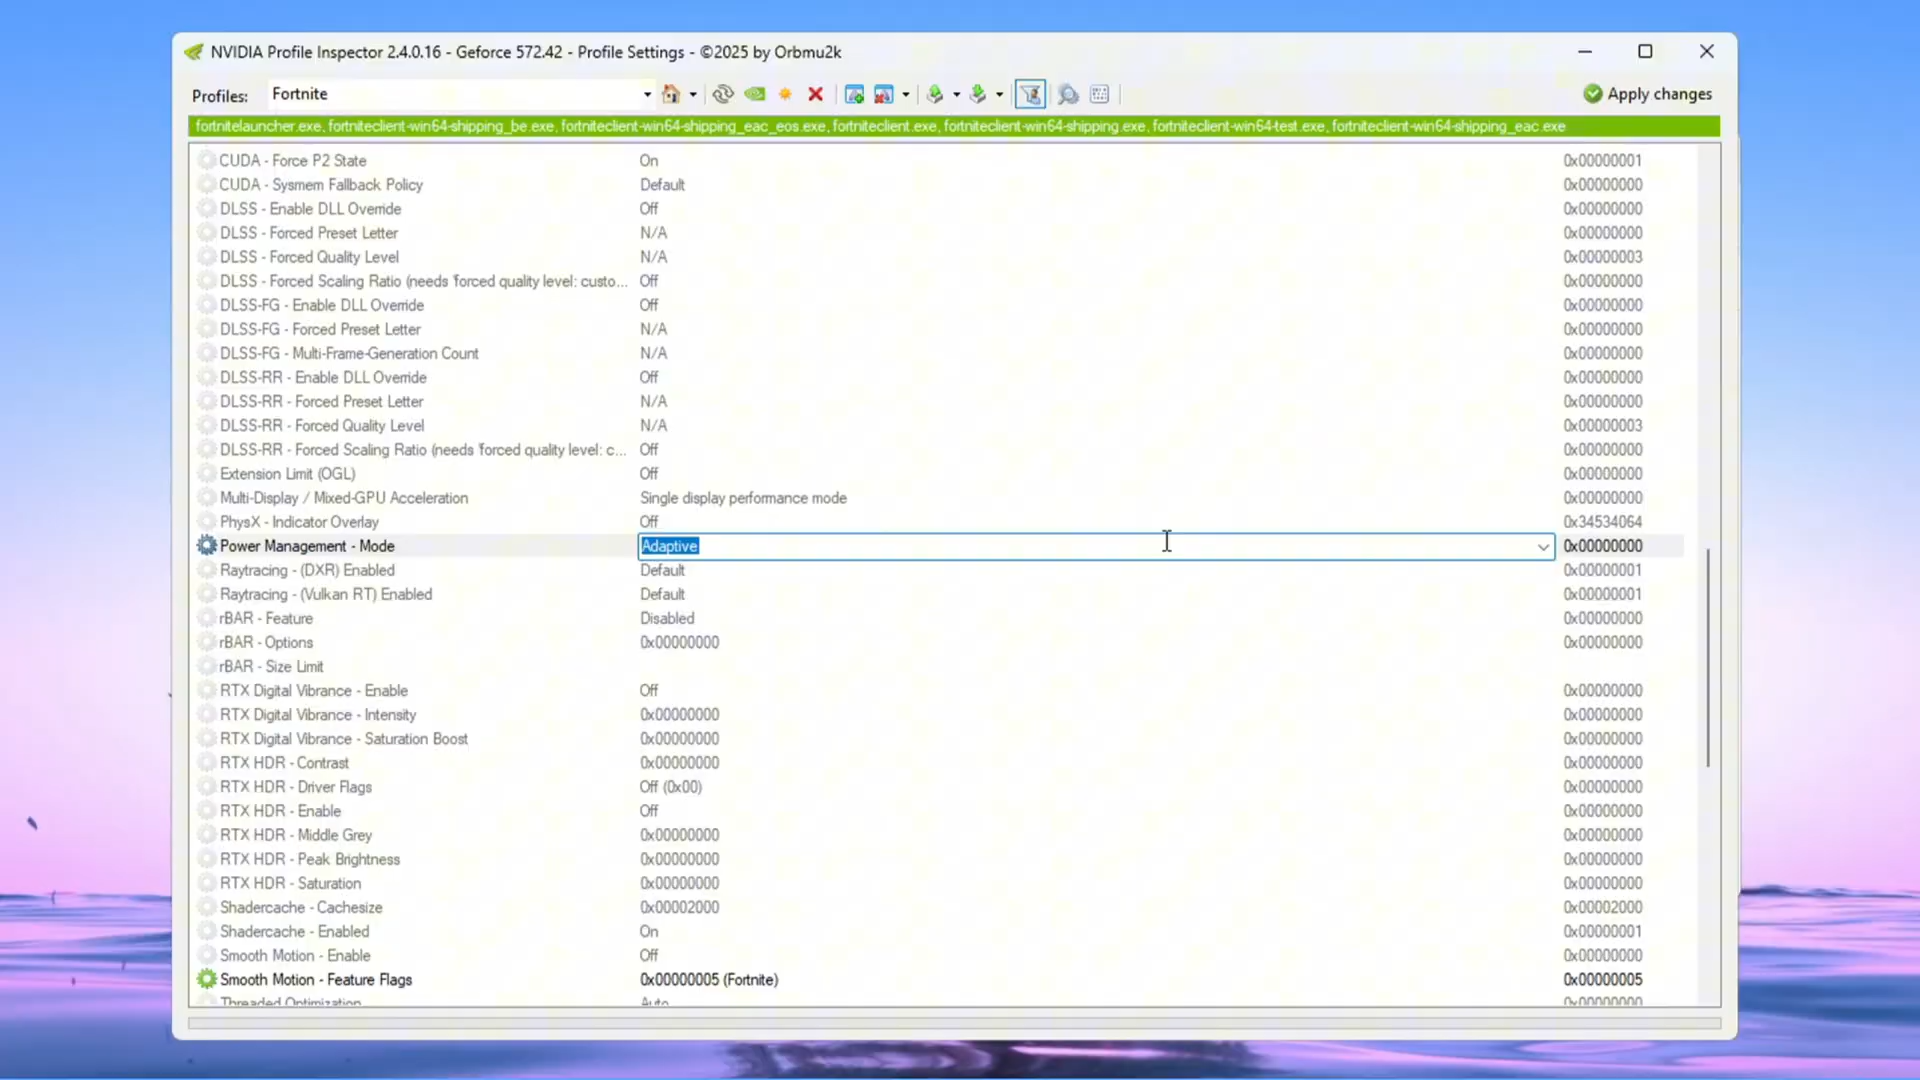 NVIDIA Profile Inspector 2.4.0.16 - Geforce 572.42 - Profile Settings - ©2025 by Orbmu2k
Profiles: Fortnite Apply changes
fortnitelauncher.exe, fortniteclient-win64-shipping_be.exe, fortniteclient-win64-shipping_eac_eos.exe, fortniteclient.exe, fortniteclient-win64-shipping.exe, fortniteclient-win64-test.exe, fortniteclient-win64-shipping_eac.exe
CUDA - Force P2 State On 0x00000001
CUDA - Sysmem Fallback Policy Default 0x00000000
DLSS - Enable DLL Override Off 0x00000000
DLSS - Forced Preset Letter N/A 0x00000000
DLSS - Forced Quality Level N/A 0x00000003
DLSS - Forced Scaling Ratio (needs 'forced quality level: custo... Off 0x00000000
DLSS-FG - Enable DLL Override Off 0x00000000
DLSS-FG - Forced Preset Letter N/A 0x00000000
DLSS-FG - Multi-Frame-Generation Count N/A 0x00000000
DLSS-RR - Enable DLL Override Off 0x00000000
DLSS-RR - Forced Preset Letter N/A 0x00000000
DLSS-RR - Forced Quality Level N/A 0x00000003
DLSS-RR - Forced Scaling Ratio (needs 'forced quality level: c... Off 0x00000000
Extension Limit (OGL) Off 0x00000000
Multi-Display / Mixed-GPU Acceleration Single display performance mode 0x00000000
PhysX - Indicator Overlay Off 0x34534064
Power Management - Mode Adaptive 0x00000000
Raytracing - (DXR) Enabled Default 0x00000001
Raytracing - (Vulkan RT) Enabled Default 0x00000001
rBAR - Feature Disabled 0x00000000
rBAR - Options 0x00000000 0x00000000
rBAR - Size Limit
RTX Digital Vibrance - Enable Off 0x00000000
RTX Digital Vibrance - Intensity 0x00000000 0x00000000
RTX Digital Vibrance - Saturation Boost 0x00000000 0x00000000
RTX HDR - Contrast 0x00000000 0x00000000
RTX HDR - Driver Flags Off (0x00) 0x00000000
RTX HDR - Enable Off 0x00000000
RTX HDR - Middle Grey 0x00000000 0x00000000
RTX HDR - Peak Brightness 0x00000000 0x00000000
RTX HDR - Saturation 0x00000000 0x00000000
Shadercache - Cachesize 0x00002000 0x00002000
Shadercache - Enabled On 0x00000001
Smooth Motion - Enable Off 0x00000000
Smooth Motion - Feature Flags 0x00000005 (Fortnite) 0x00000005
Threaded Optimization Auto 0x00000000